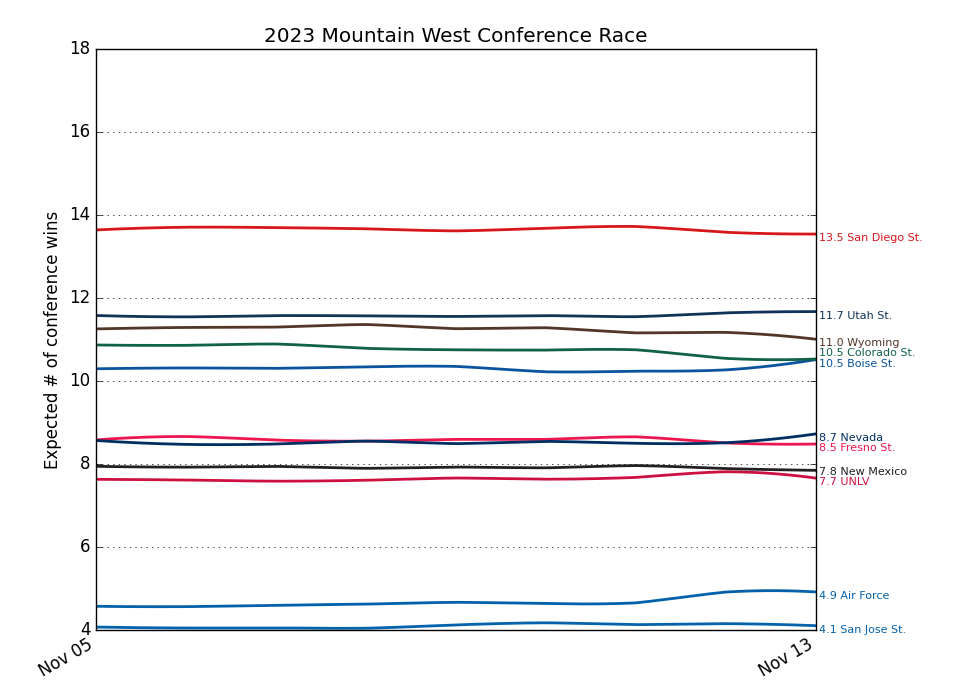 2023 Mountain West Conference Race
Expected # of conference wins
18
16
14
12
10
8
6
4
13.5 San Diego St.
11.7 Utah St.
11.0 Wyoming
10.5 Colorado St.
10.5 Boise St.
8.7 Nevada
8.5 Fresno St.
7.8 New Mexico
7.7 UNLV
4.9 Air Force
4.1 San Jose St.
Nov 05
Nov 13